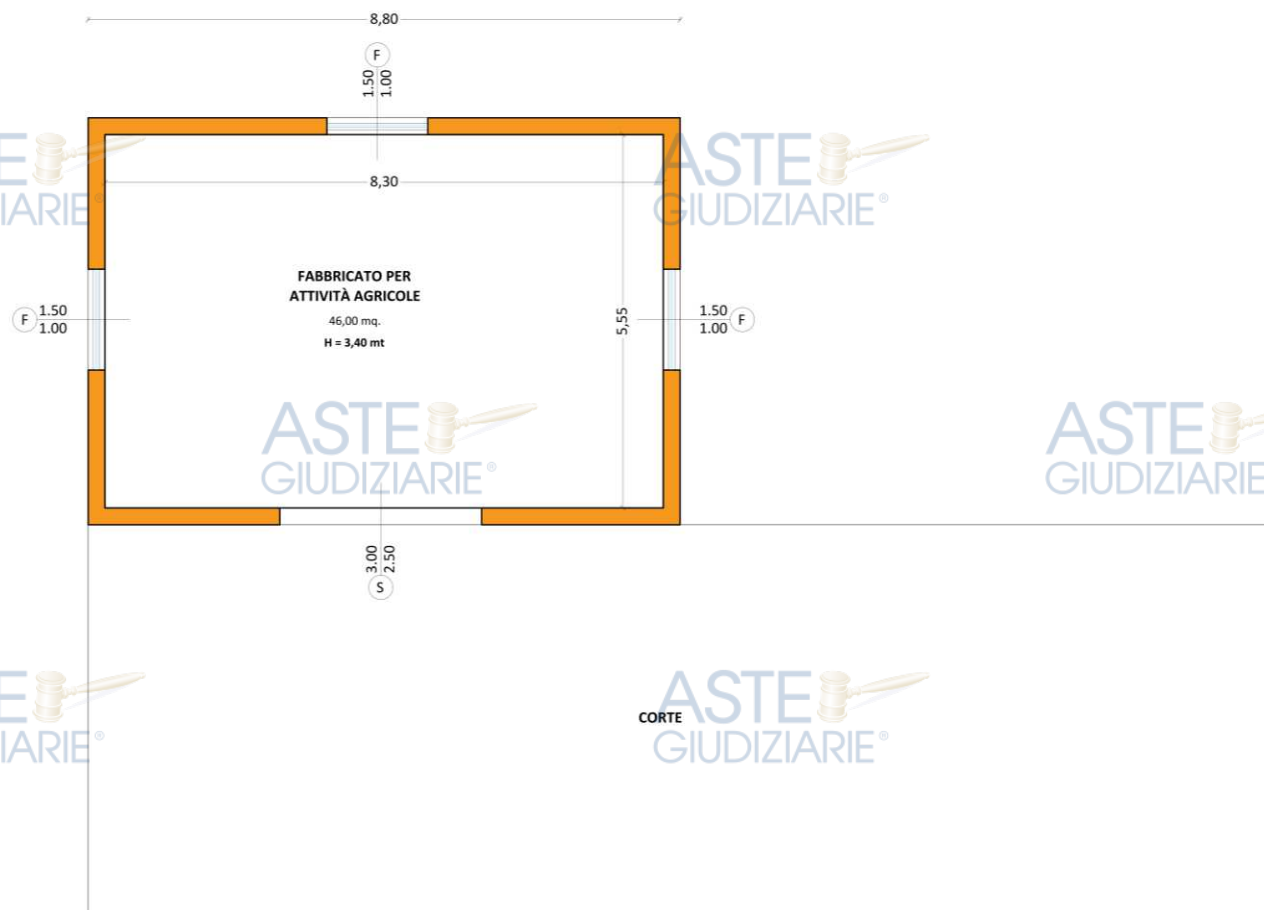 8,80
F
1.50
1.00
ASTE
GIUDIZIARIE®
8,30
FABBRICATO PER
ATTIVITÀ AGRICOLE
46,00 mq.
H = 3,40 mt
5,55
F
1.50
1.00
1.50
1.00
F
ASTE
GIUDIZIARIE®
ASTE
GIUDIZIARIE
3.00
2.50
S
CORTE
ASTE
GIUDIZIARIE®
E
IARIE®
E
IARIE®